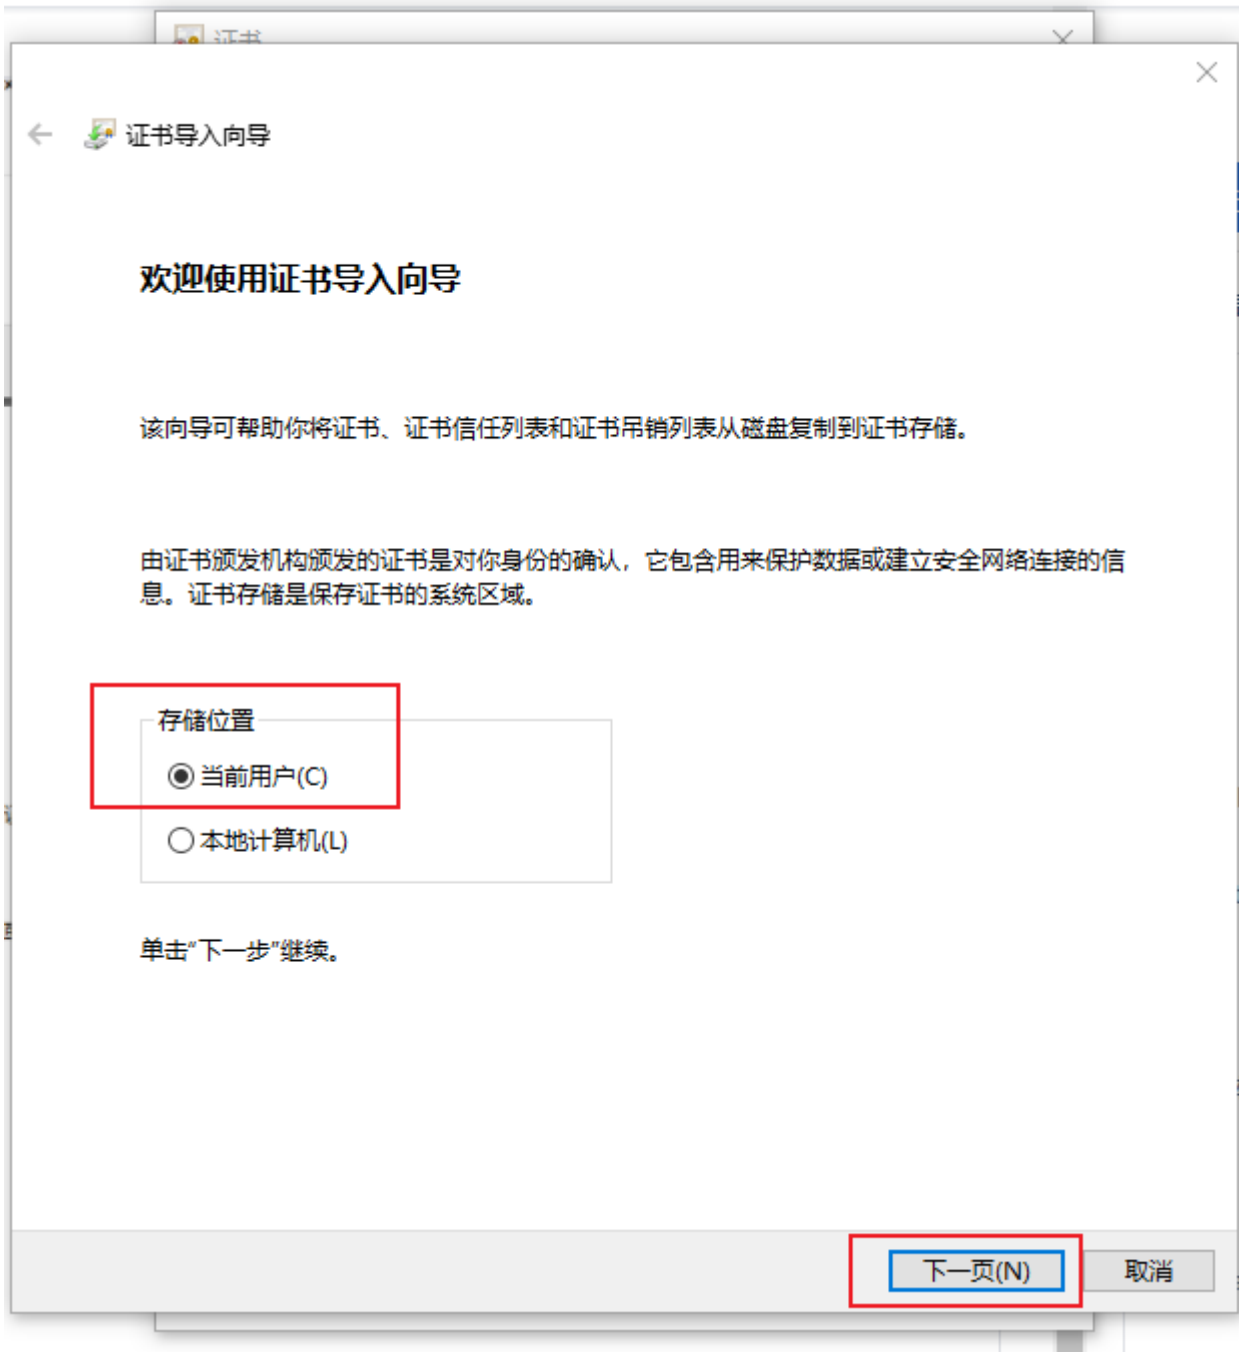 证书
证书导入向导
欢迎使用证书导入向导
该向导可帮助你将证书、证书信任列表和证书吊销列表从磁盘复制到证书存储。
由证书颁发机构颁发的证书是对你身份的确认，它包含用来保护数据或建立安全网络连接的信
息。证书存储是保存证书的系统区域。
存储位置
当前用户(C)
本地计算机(L)
单击"下一步"继续。
下一页(N)
取消